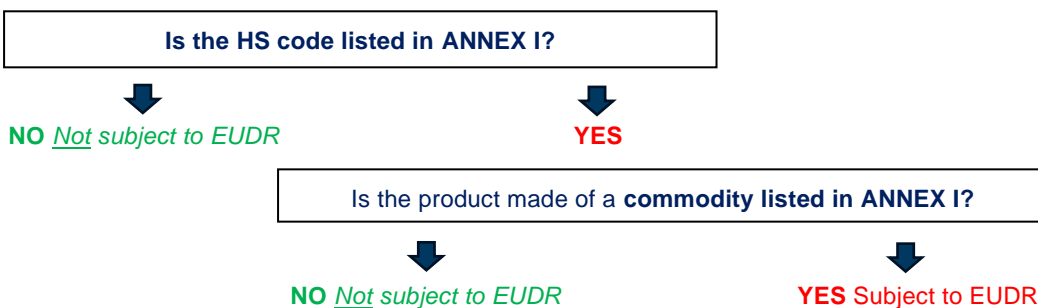 Is the HS code listed in ANNEX I?
NO Not subject to EUDR
YES
Is the product made of a commodity listed in ANNEX I?
NO Not subject to EUDR
YES Subject to EUDR